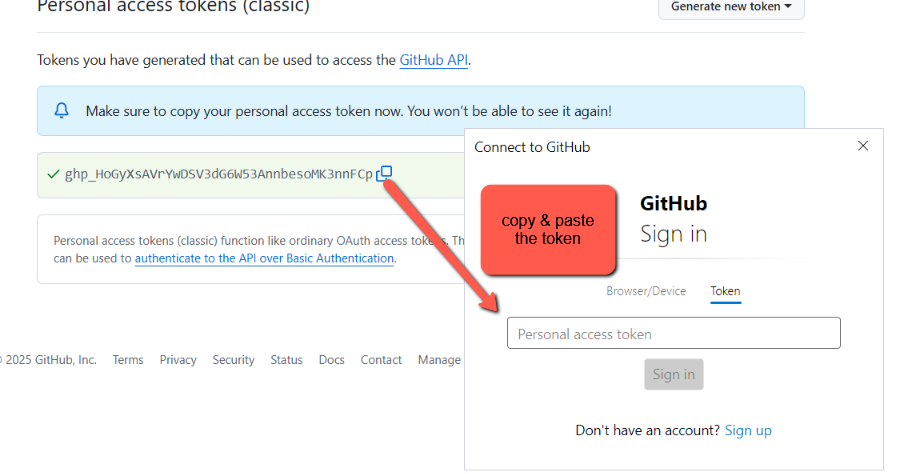 Personal access tokens (classic)
Generate new token
Tokens you have generated that can be used to access the GitHub API.
Make sure to copy your personal access token now. You won't be able to see it again!
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
Personal access tokens (classic) function like ordinary OAuth access tokens. Th
can be used to authenticate to the API over Basic Authentication.
© 2025 GitHub, Inc. Terms Privacy Security Status Docs Contact Manage
Connect to GitHub
copy & paste
the token
GitHub
Sign in
Browser/Device Token
Personal access token
Sign in
Don't have an account? Sign up